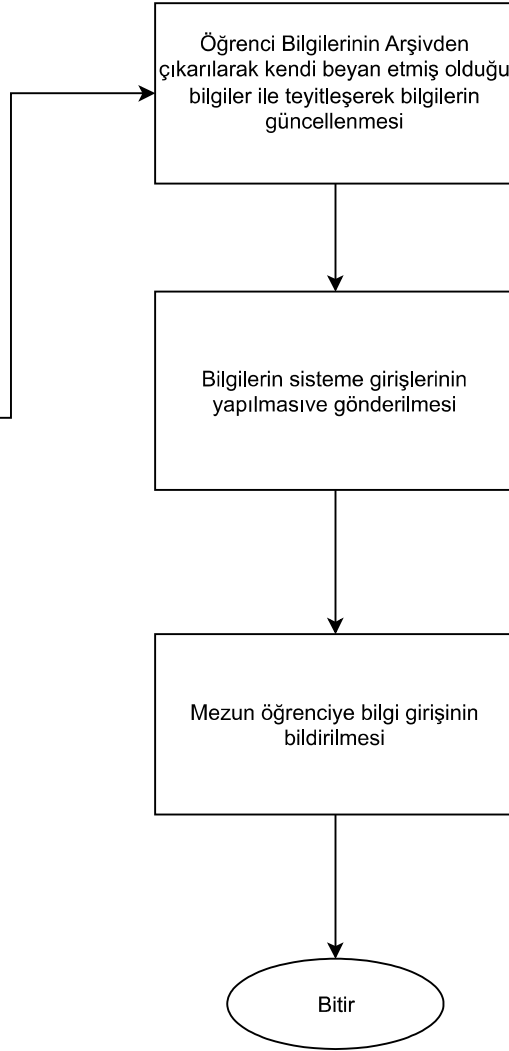 Öğrenci Bilgilerinin Arşivden
çıkarılarak kendi beyan etmiş olduğu
bilgiler ile teyitleşerek bilgilerin
güncellenmesi
Bilgilerin sisteme girişlerinin
yapılmasıve gönderilmesi
Mezun öğrenciye bilgi girişinin
bildirilmesi
Bitir